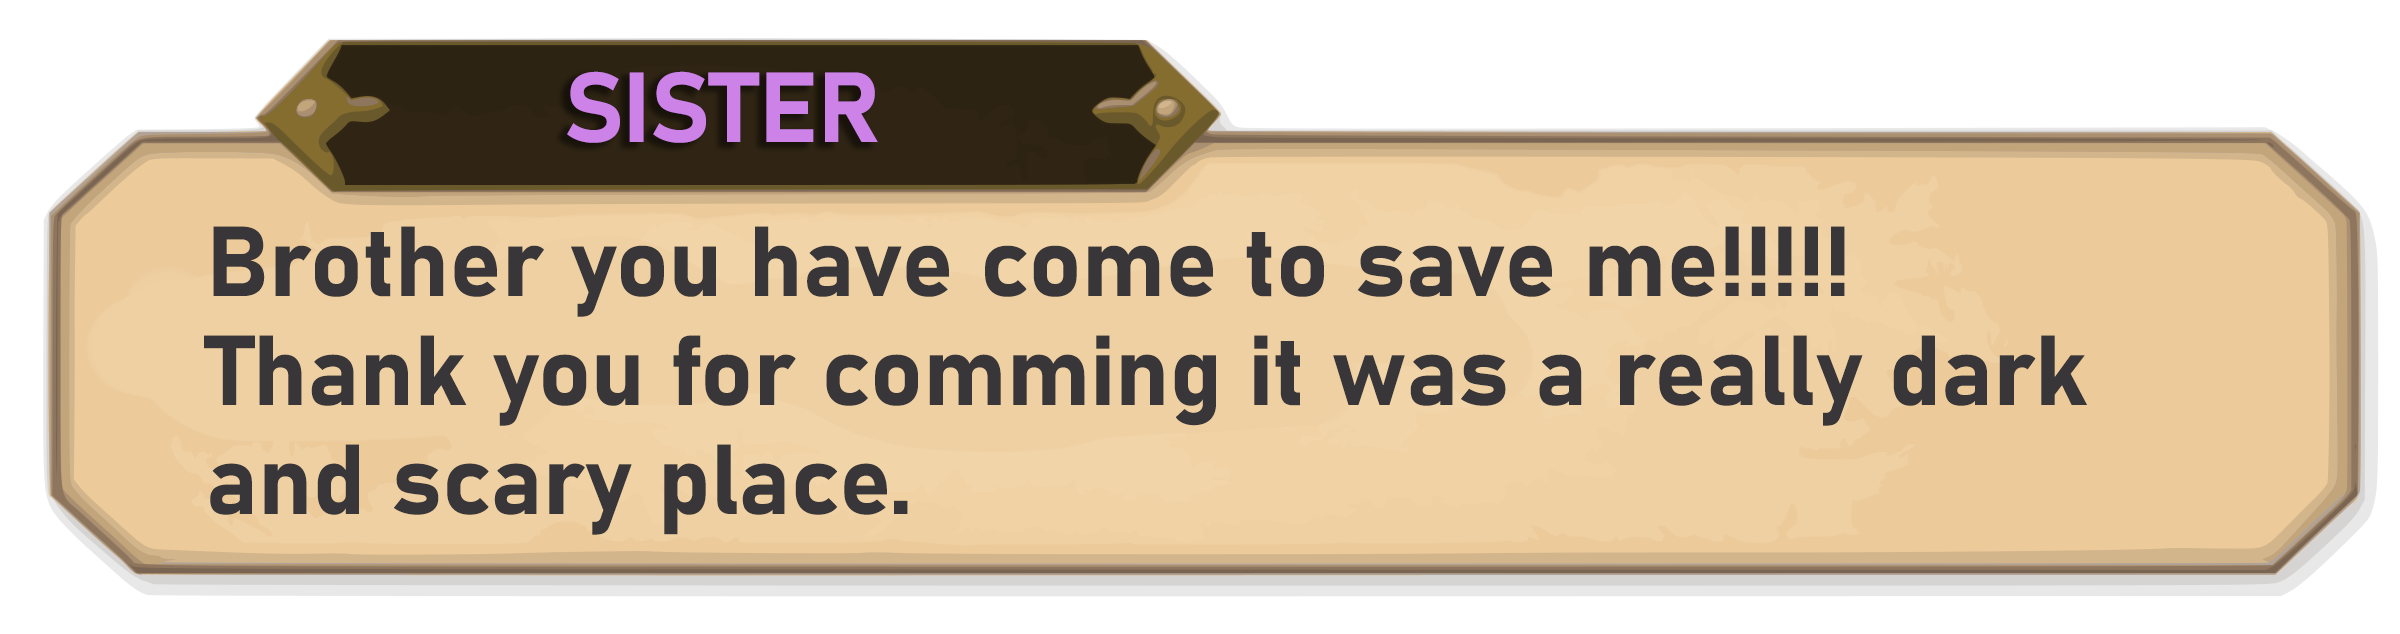 SISTER
Brother you have come to save me!!!!!
Thank you for comming it was a really dark
and scary place.